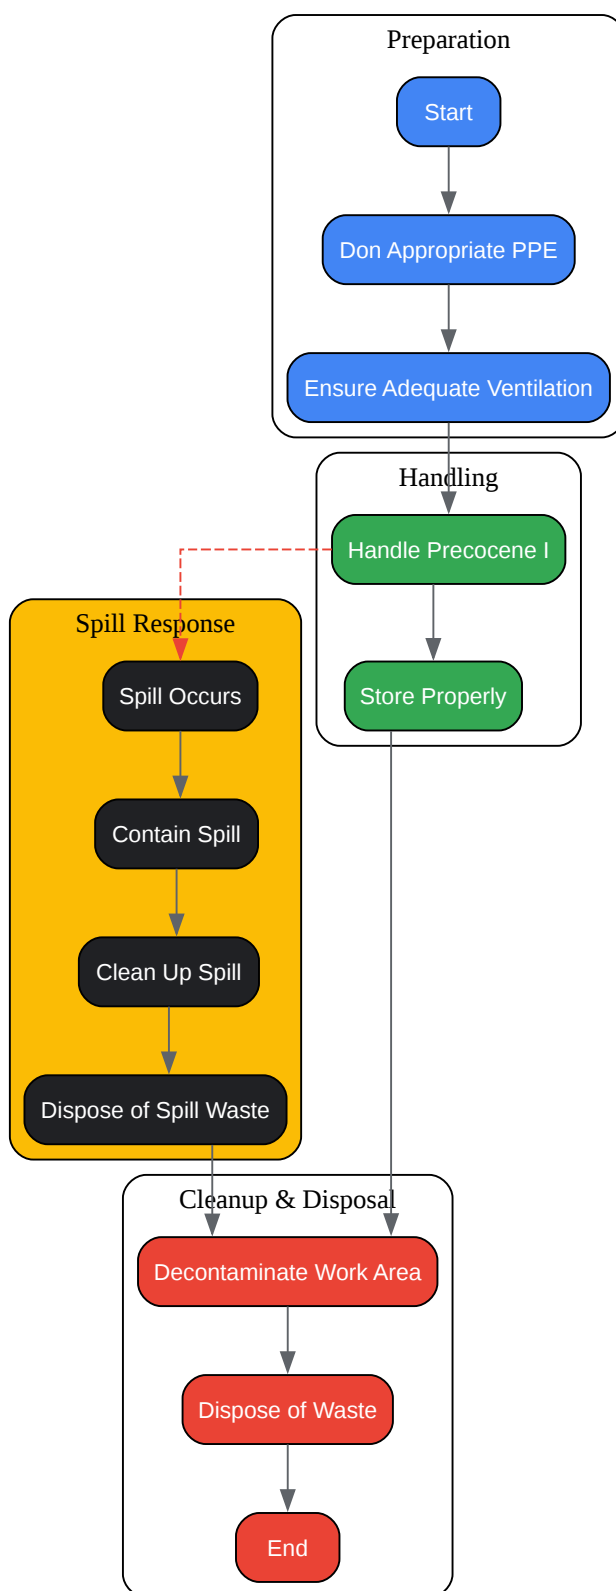 Preparation
Start
Don Appropriate PPE
Ensure Adequate Ventilation
Handling
Handle Precocene I
Store Properly
Spill Response
Spill Occurs
Contain Spill
Clean Up Spill
Dispose of Spill Waste
Cleanup & Disposal
Decontaminate Work Area
Dispose of Waste
End